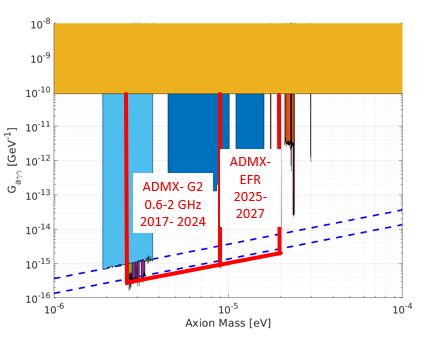 10^-8
10^-9
10^-10
10^-11
10^-12
10^-13
10^-14
10^-15
10^-16
G_aγγ [GeV^-1]
ADMX- G2
0.6-2 GHz
2017- 2024
ADMX-
EFR
2025-
2027
10^-6
10^-5
10^-4
Axion Mass [eV]